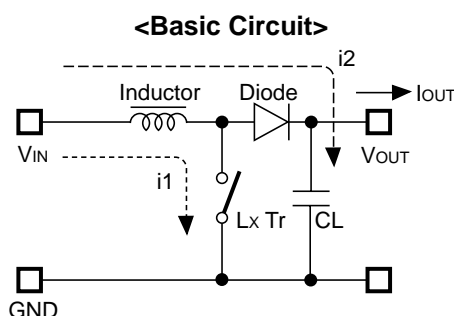 <Basic Circuit>
i2
Inductor
Diode
IOUT
VIN
VOUT
i1
LX Tr
CL
GND